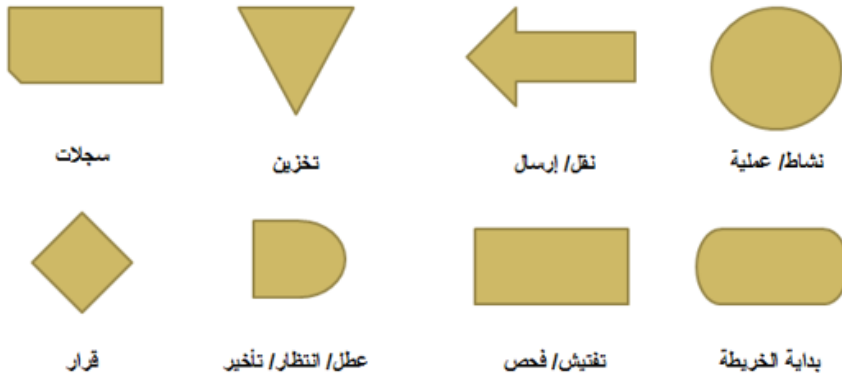 نشاط/ عملية
نقل/ إرسال
تخزين
سجلات
بداية الخريطة
تفتيش/ فحص
عطل/ انتظار/ تأخير
قرار